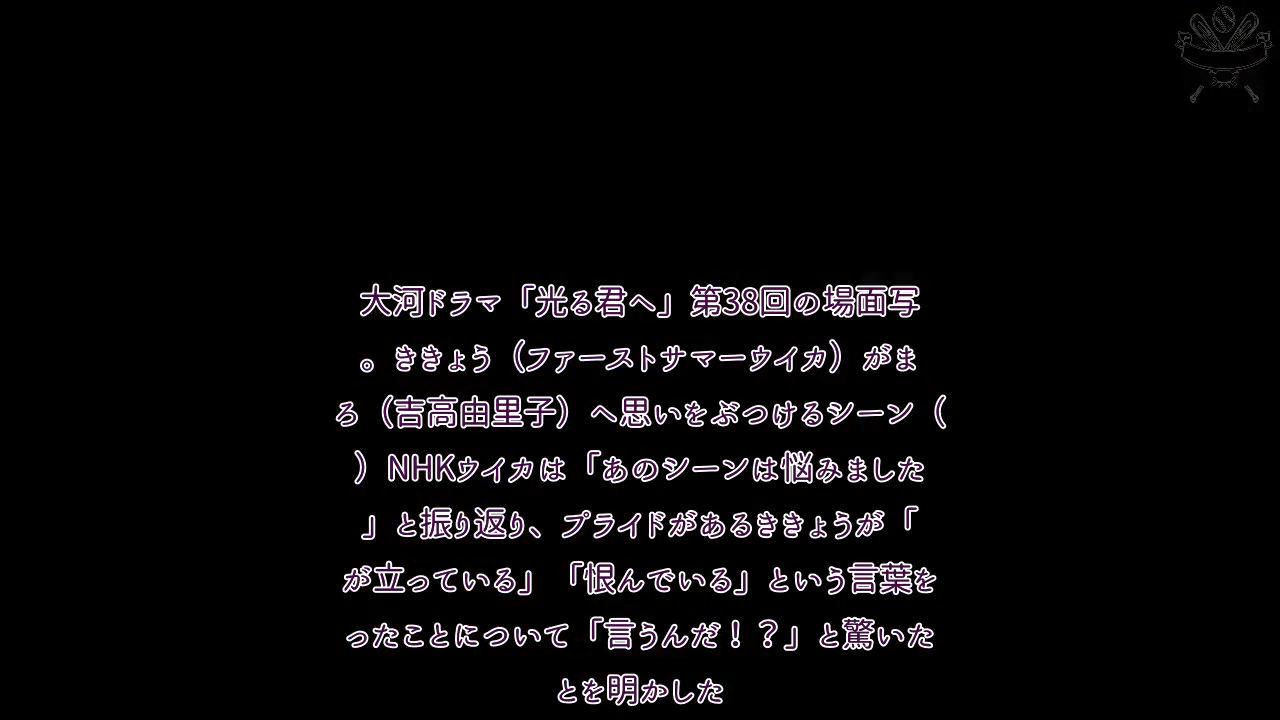 大河ドラマ「光る君へ」第38回の場面写
。ききょう（ファーストサマーウイカ）がま
ろ（吉高由里子）へ思いをぶつけるシーン（
）NHKウイカは「あのシーンは悩みました
」と振り返り、プライドがあるききょうが「
が立っている」「恨んでいる」という言葉を
ったことについて「言うんだ！？」と驚いた
とを明かした